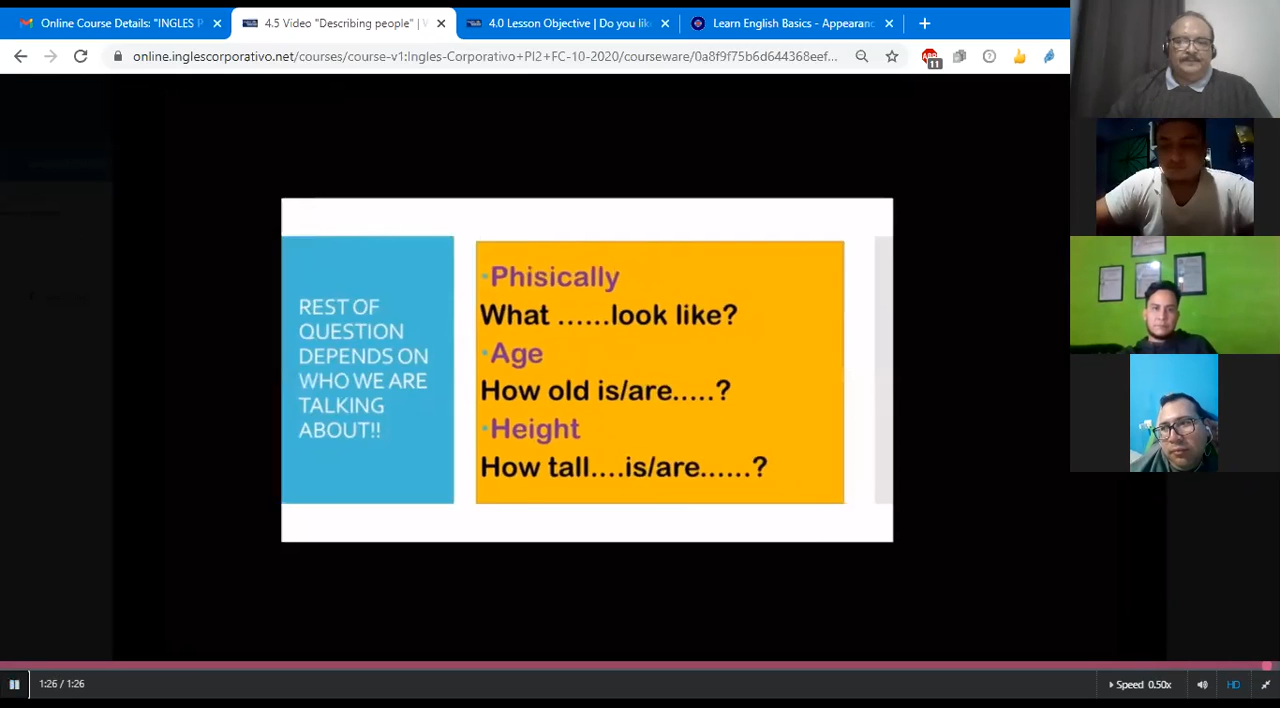 Online Course Details: "INGLES P
4.5 Video "Describing people" |
4.0 Lesson Objective | Do you like
Learn English Basics - Appearanc
online.inglescorporativo.net/courses/course-v1:Ingles-Corporativo+PI2+FC-10-2020/courseware/0a8f9f75b6d644368eef...
11
REST OF
QUESTION
DEPENDS ON
WHO WE ARE
TALKING
ABOUT!!
Phisically
What ......look like?
Age
How old is/are.....?
Height
How tall....is/are......?
1:26 / 1:26
Speed 0.50x
HD